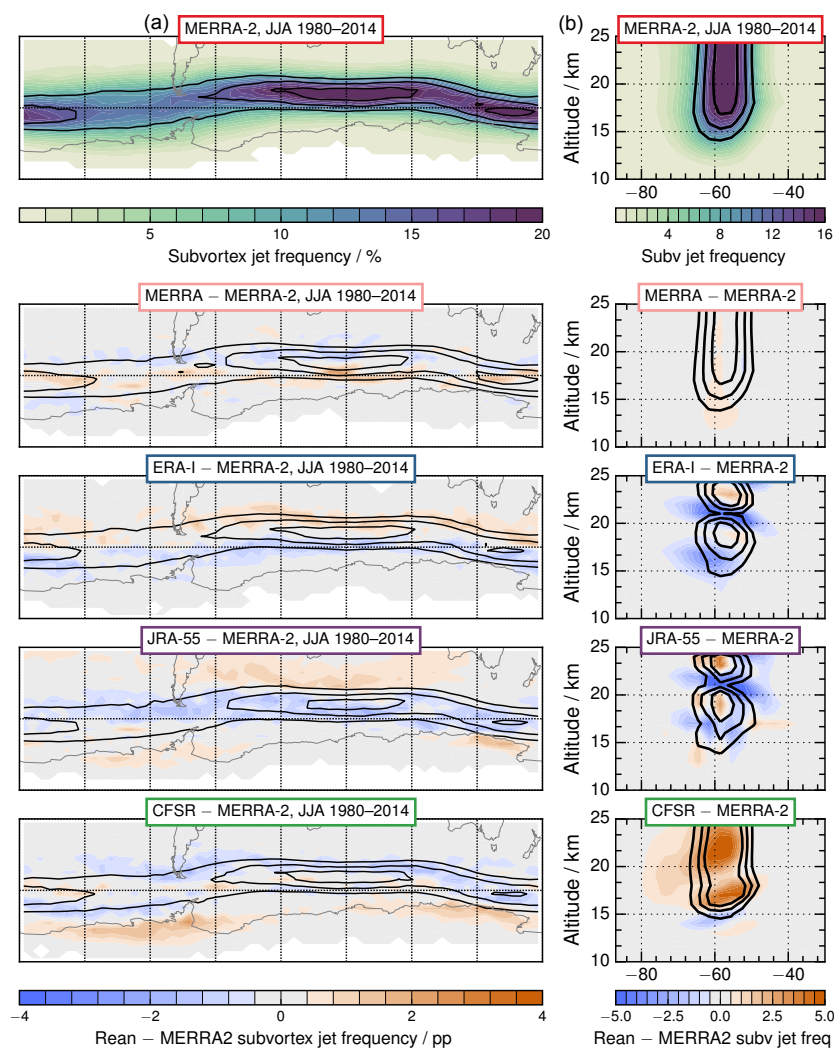 (a)
MERRA-2, JJA 1980–2014
5 10 15 20
Subvortex jet frequency / %
(b)
MERRA-2, JJA 1980–2014
25
20
15
10
Altitude / km
−80 −60 −40
4 8 12 16
Subv jet frequency
MERRA − MERRA-2, JJA 1980–2014
MERRA − MERRA-2
25
20
15
10
Altitude / km
ERA-I − MERRA-2, JJA 1980–2014
ERA-I − MERRA-2
25
20
15
10
Altitude / km
JRA-55 − MERRA-2, JJA 1980–2014
JRA-55 − MERRA-2
25
20
15
10
Altitude / km
CFSR − MERRA-2, JJA 1980–2014
CFSR − MERRA-2
25
20
15
10
Altitude / km
−80 −60 −40
−4 −2 0 2 4
Rean − MERRA2 subvortex jet frequency / pp
−5.0 −2.5 0.0 2.5 5.0
Rean − MERRA2 subv jet freq